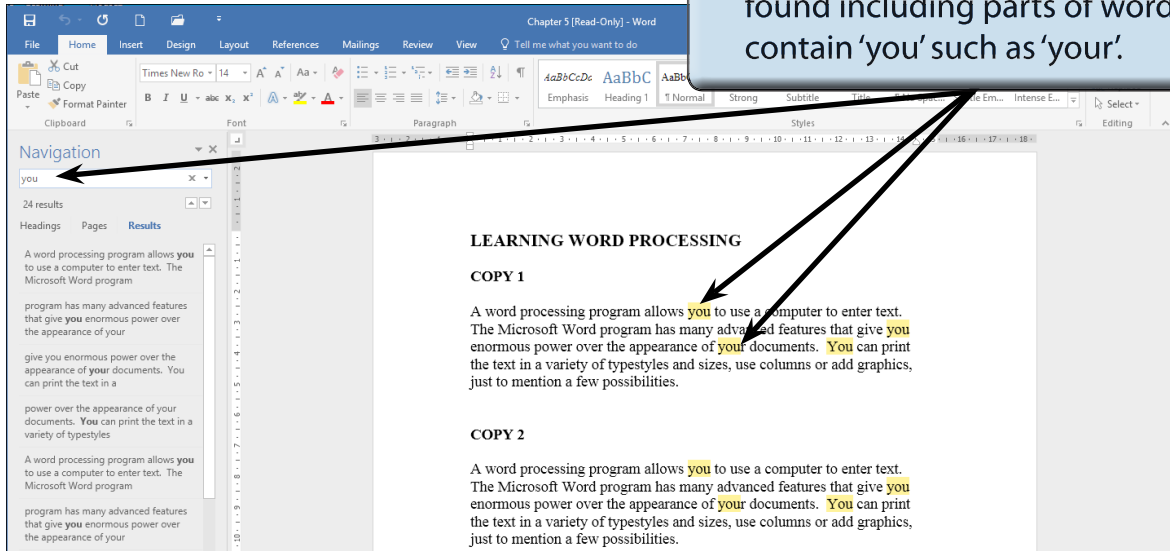 found including parts of word
contain ‘you’ such as ‘your’.
Chapter 5 [Read-Only] - Word
File Home Insert Design Layout References Mailings Review View Tell me what you want to do
Cut
Copy
Format Painter
Paste
Times New Ro 14
AaBbCcDc AaBbC AaBb
Emphasis Heading 1 ¶ Normal Strong Subtitle Title Em... Intense E...
Select
Clipboard Font Paragraph Styles Editing
Navigation
you
24 results
Headings Pages Results
A word processing program allows you
to use a computer to enter text. The
Microsoft Word program
program has many advanced features
that give you enormous power over
the appearance of your
give you enormous power over the
appearance of your documents. You
can print the text in a
power over the appearance of your
documents. You can print the text in a
variety of typestyles
A word processing program allows you
to use a computer to enter text. The
Microsoft Word program
program has many advanced features
that give you enormous power over
the appearance of your
LEARNING WORD PROCESSING
COPY 1
A word processing program allows you to use a computer to enter text.
The Microsoft Word program has many advanced features that give you
enormous power over the appearance of your documents. You can print
the text in a variety of typestyles and sizes, use columns or add graphics,
just to mention a few possibilities.
COPY 2
A word processing program allows you to use a computer to enter text.
The Microsoft Word program has many advanced features that give you
enormous power over the appearance of your documents. You can print
the text in a variety of typestyles and sizes, use columns or add graphics,
just to mention a few possibilities.